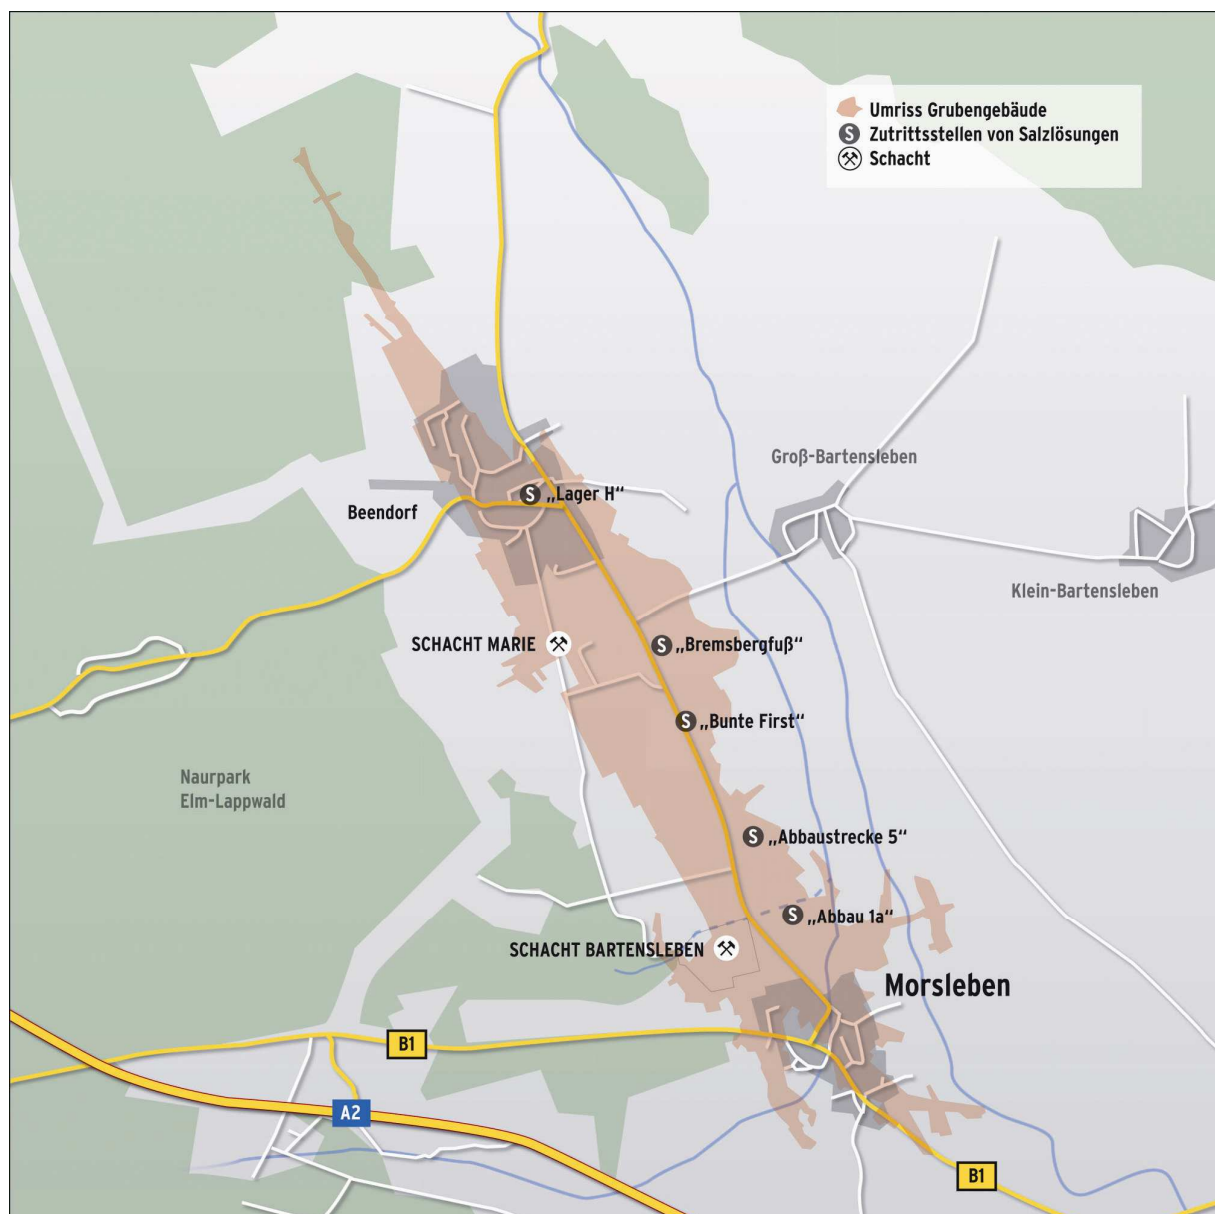 Umriss Grubengebäude
S Zutrittsstellen von Salzlösungen
Schacht
Groß-Bartensleben
S „Lager H“
Beendorf
Klein-Bartensleben
SCHACHT MARIE
S „Bremsbergfuß“
S „Bunte First“
Naurpark
Elm-Lappwald
S „Abbaustrecke 5“
S „Abbau 1a“
SCHACHT BARTENSLEBEN
Morsleben
B1
A2
B1